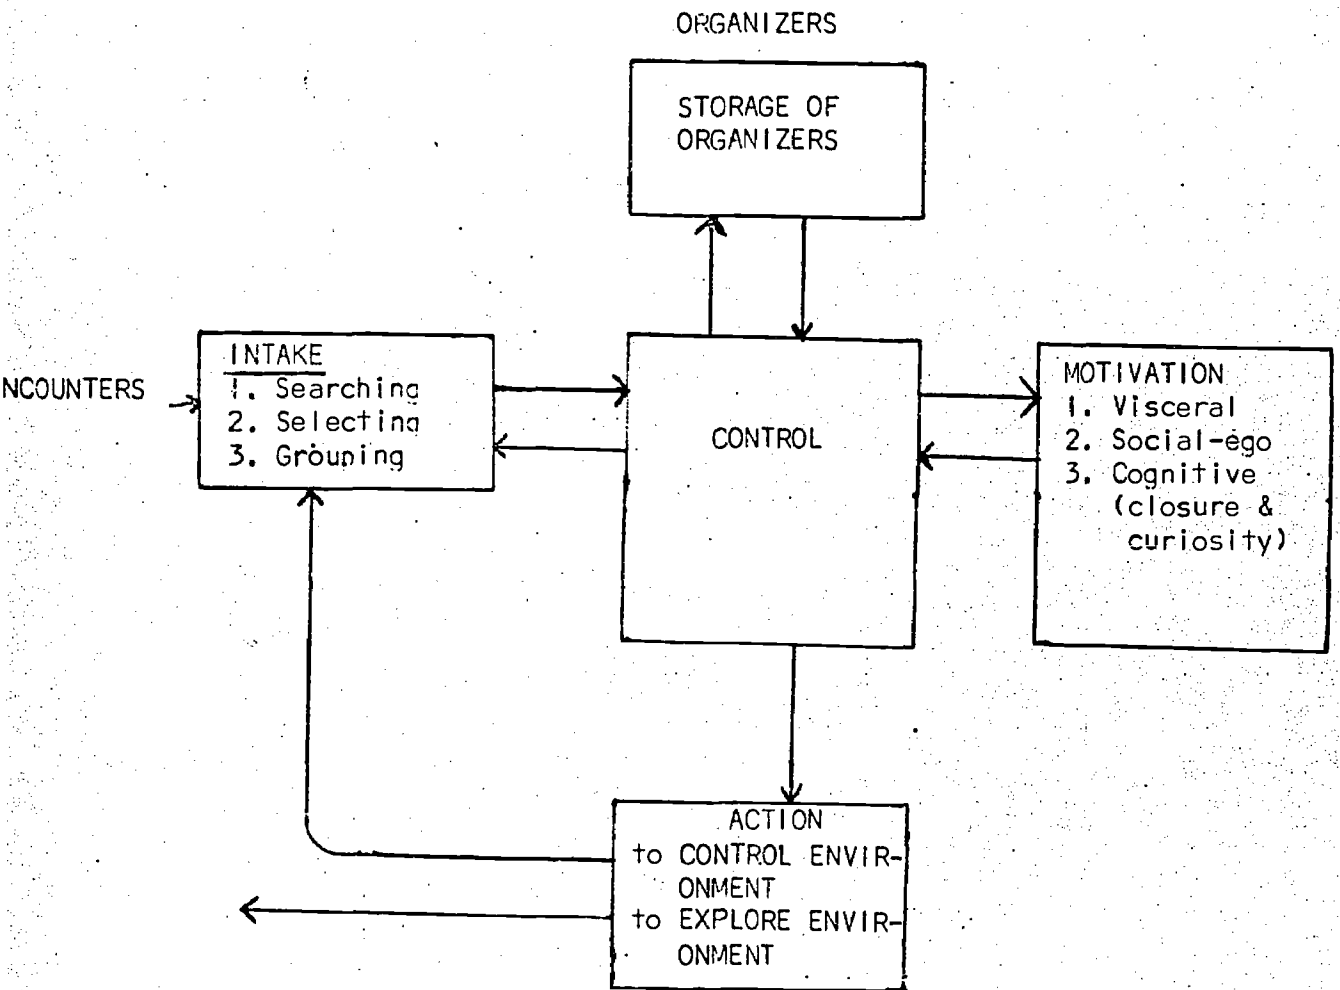 ORGANIZERS
STORAGE OF
ORGANIZERS
NCOUNTERS
INTAKE
1. Searching
2. Selecting
3. Grouping
CONTROL
MOTIVATION
1. Visceral
2. Social-ego
3. Cognitive
(closure &
curiosity)
ACTION
to CONTROL ENVIR-
ONMENT
to EXPLORE ENVIR-
ONMENT